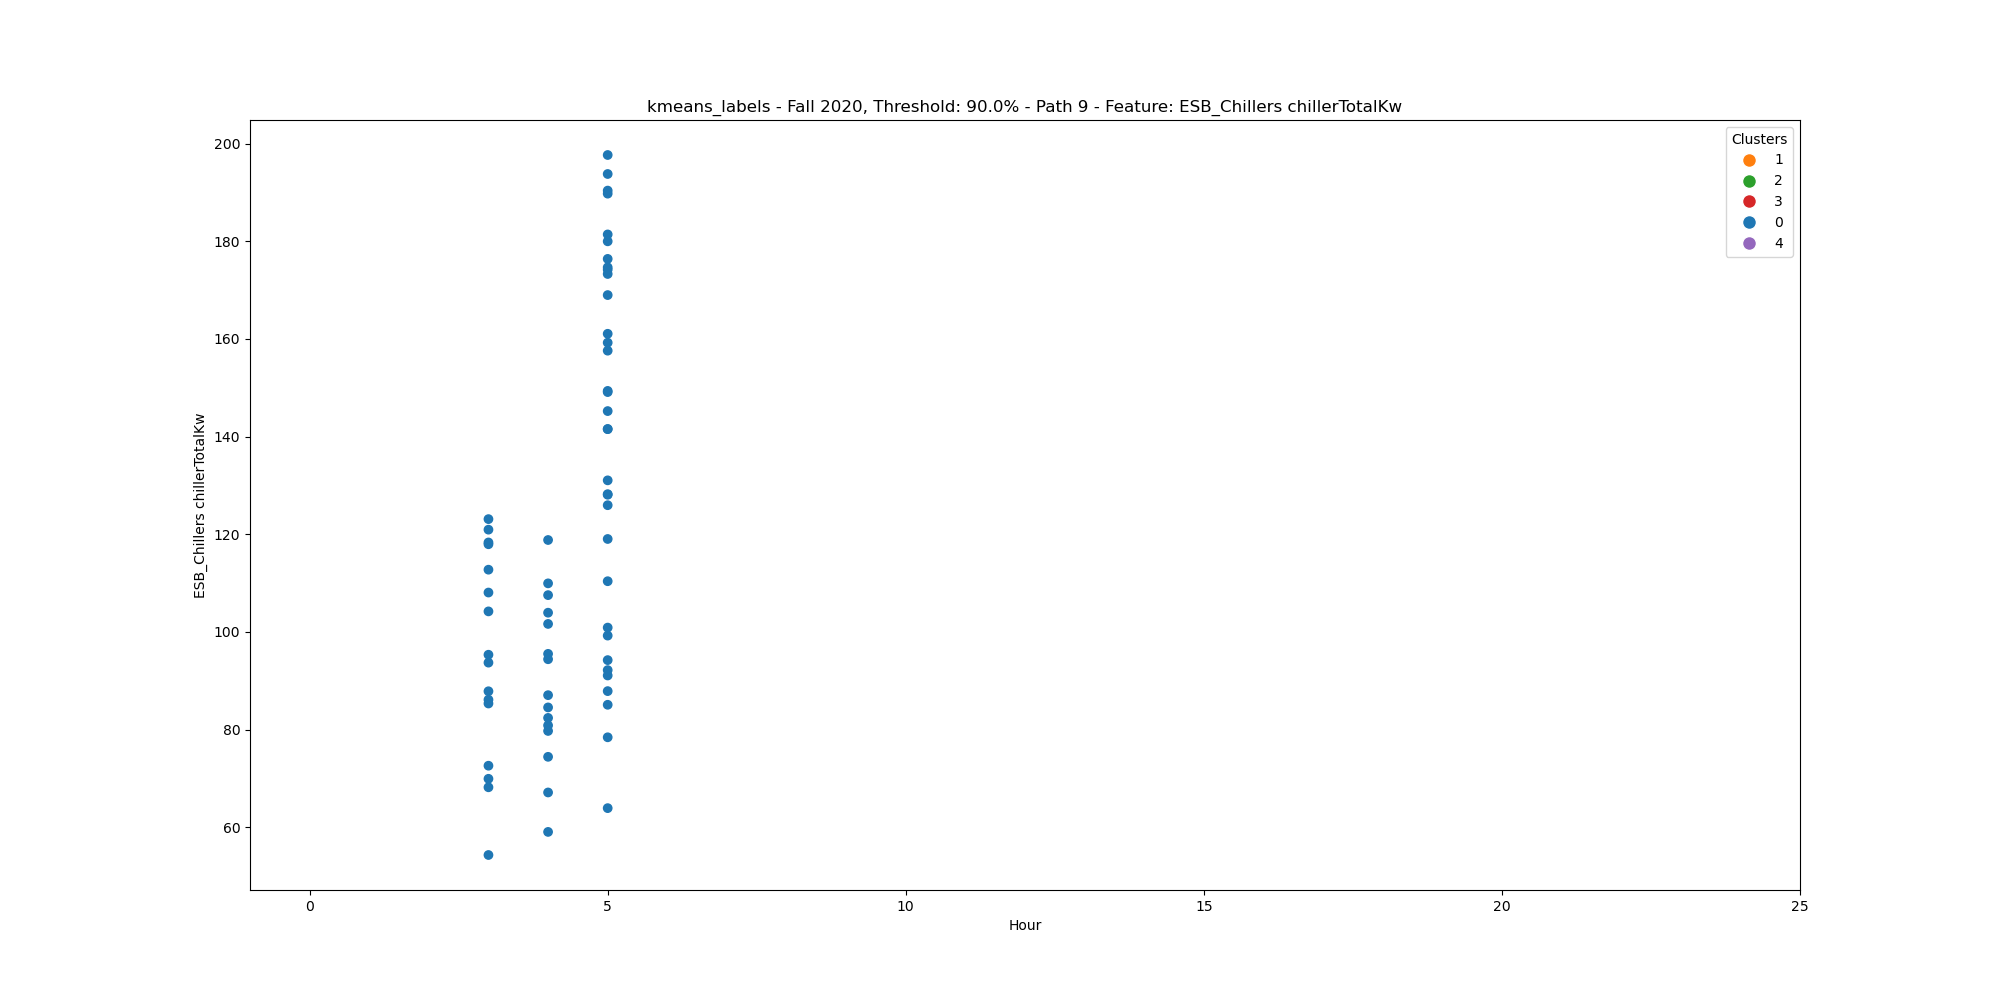 kmeans_labels - Fall 2020, Threshold: 90.0% - Path 9 - Feature: ESB_Chillers chillerTotalKw
Clusters
1
2
3
0
4
200
180
160
140
120
100
80
60
ESB_Chillers chillerTotalKw
0 5 10 15 20 25
Hour